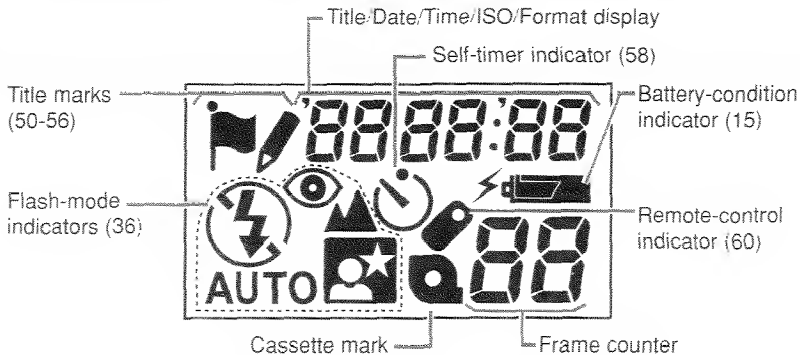 Title/Date/Time/ISO/Format display
Self-timer indicator (58)
Title marks
(50-56)
Battery-condition
indicator (15)
'88 88:'88
Flash-mode
indicators (36)
Remote-control
indicator (60)
AUTO
88
Cassette mark
Frame counter